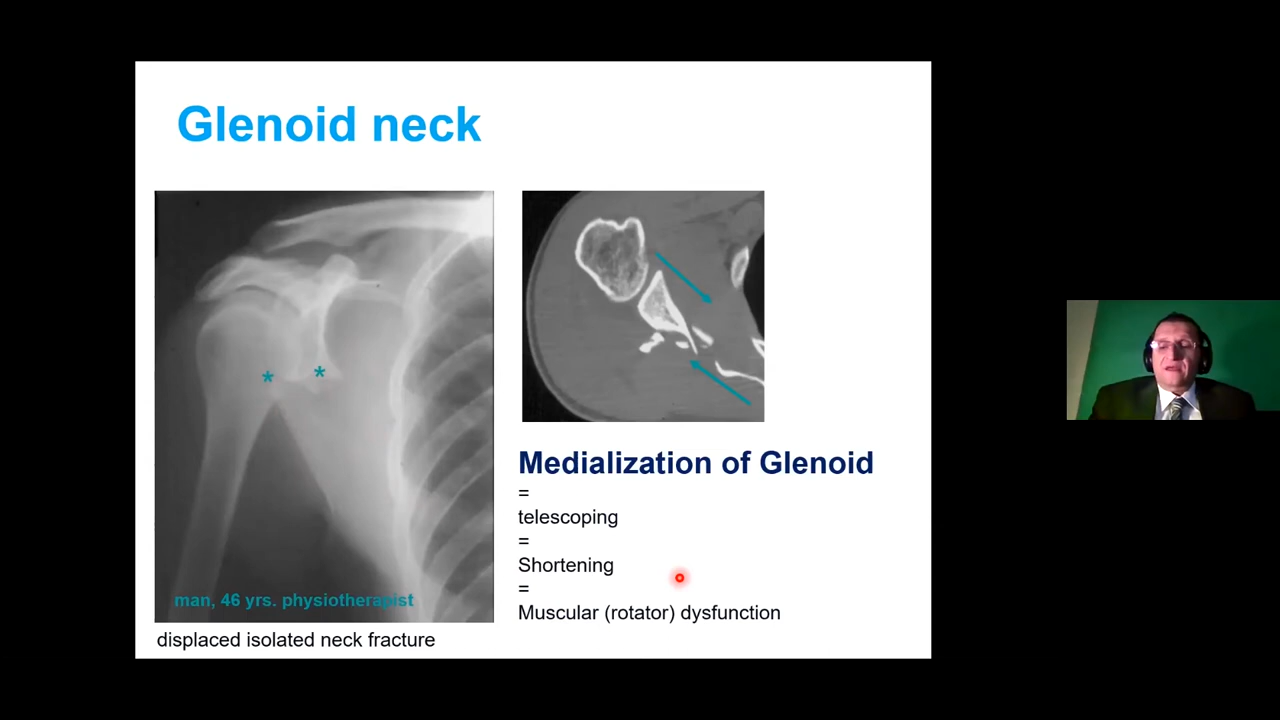 Glenoid neck
*
*
man, 46 yrs. physiotherapist
displaced isolated neck fracture
Medialization of Glenoid
=
telescoping
=
Shortening
=
Muscular (rotator) dysfunction